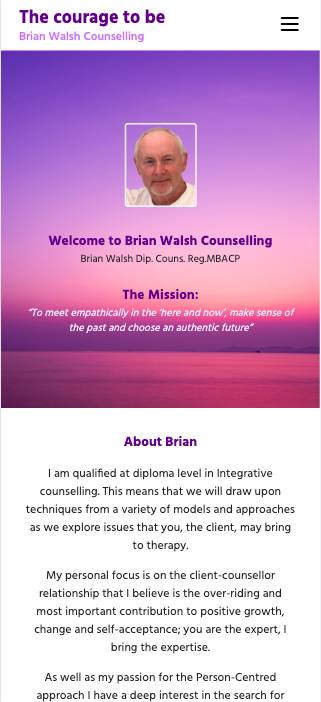 The courage to be
Brian Walsh Counselling
Welcome to Brian Walsh Counselling
Brian Walsh Dip. Couns. Reg.MBACP
The Mission:
“To meet empathically in the ‘here and now’, make sense of
the past and choose an authentic future”
About Brian
I am qualified at diploma level in Integrative
counselling. This means that we will draw upon
techniques from a variety of models and approaches
as we explore issues that you, the client, may bring
to therapy.
My personal focus is on the client-counsellor
relationship that I believe is the over-riding and
most important contribution to positive growth,
change and self-acceptance; you are the expert, I
bring the expertise.
As well as my passion for the Person-Centred
approach I have a deep interest in the search for